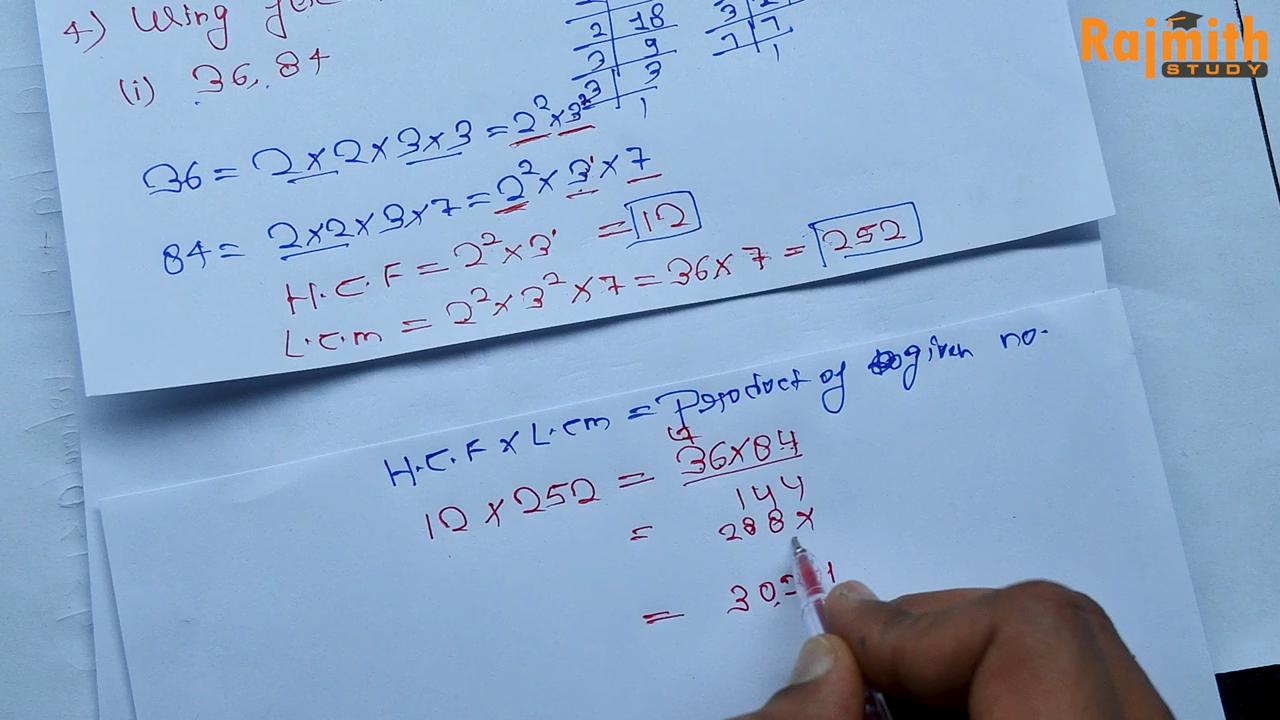 4) Using
(i) 36, 84
2 | 18
2 | 9
3 | 3
1
3
7 | 7
1
36 = 2×2×3×3 = 2²×3²
84 = 2×2×3×7 = 2²×3¹×7
H.C.F = 2²×3¹ = 12
L.C.M = 2²×3²×7 = 36×7 = 252
H.C.F × L.C.M = Product of given no.
12 × 252 = 36×84
144
= 288×
= 30
Rajmith
STUDY